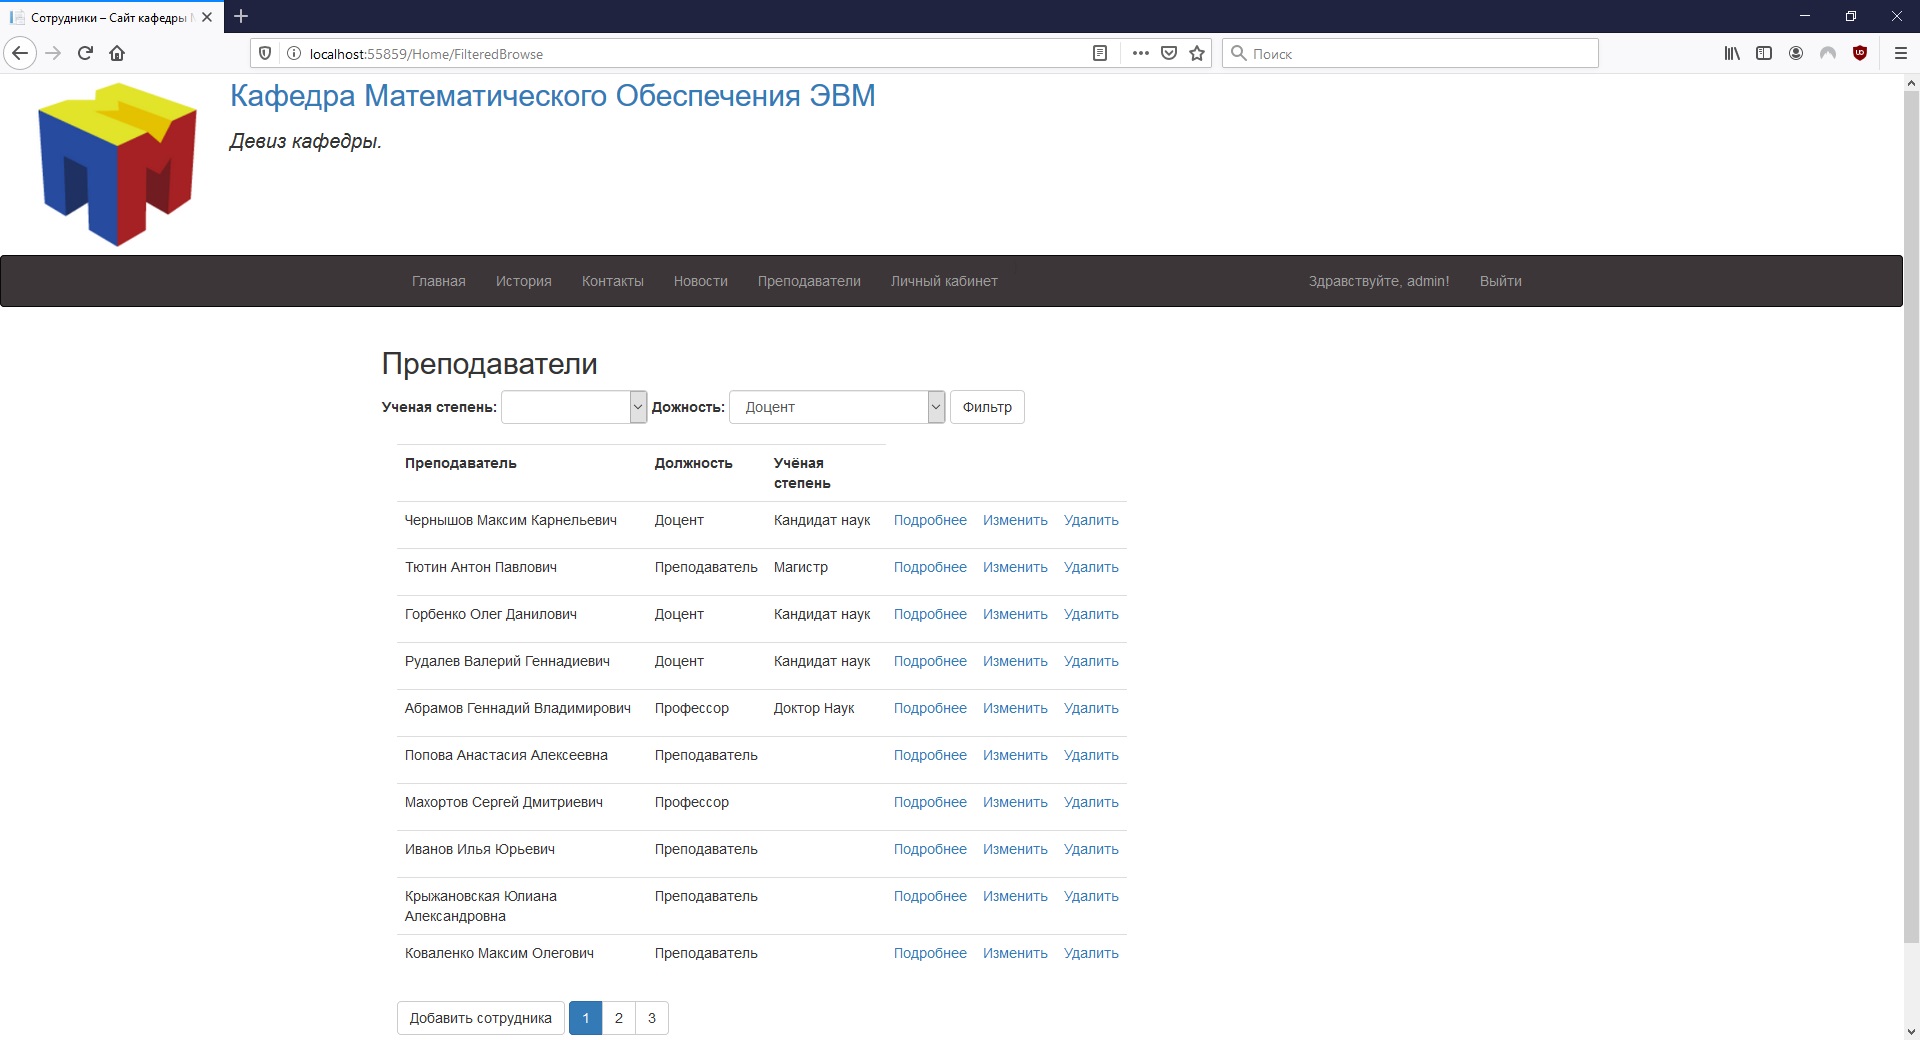 Сотрудники – Сайт кафедры
localhost:55859/Home/FilteredBrowse
Поиск
Кафедра Математического Обеспечения ЭВМ
Девиз кафедры.
Главная История Контакты Новости Преподаватели Личный кабинет Здравствуйте, admin! Выйти
Преподаватели
Ученая степень: Дожность: Доцент Фильтр
Преподаватель Должность Учёная
степень
Чернышов Максим Карнельевич Доцент Кандидат наук Подробнее Изменить Удалить
Тютин Антон Павлович Преподаватель Магистр Подробнее Изменить Удалить
Горбенко Олег Данилович Доцент Кандидат наук Подробнее Изменить Удалить
Рудалев Валерий Геннадиевич Доцент Кандидат наук Подробнее Изменить Удалить
Абрамов Геннадий Владимирович Профессор Доктор Наук Подробнее Изменить Удалить
Попова Анастасия Алексеевна Преподаватель Подробнее Изменить Удалить
Махортов Сергей Дмитриевич Профессор Подробнее Изменить Удалить
Иванов Илья Юрьевич Преподаватель Подробнее Изменить Удалить
Крыжановская Юлиана Преподаватель Подробнее Изменить Удалить
Александровна
Коваленко Максим Олегович Преподаватель Подробнее Изменить Удалить
Добавить сотрудника 1 2 3